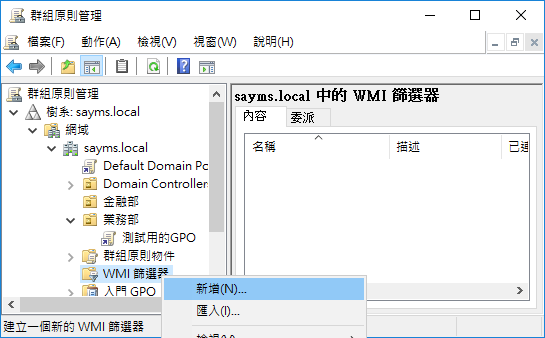 群組原則管理
檔案(F) 動作(A) 檢視(V) 視窗(W) 說明(H)
群組原則管理
樹系: sayms.local
網域
sayms.local
Default Domain Po
Domain Controllers
金融部
業務部
測試用的GPO
群組原則物件
WMI 篩選器
入門 GPO
sayms.local 中的 WMI 篩選器
內容 委派
名稱 描述 已連
新增(N)...
匯入(I)...
檢視(V)
建立一個新的 WMI 篩選器